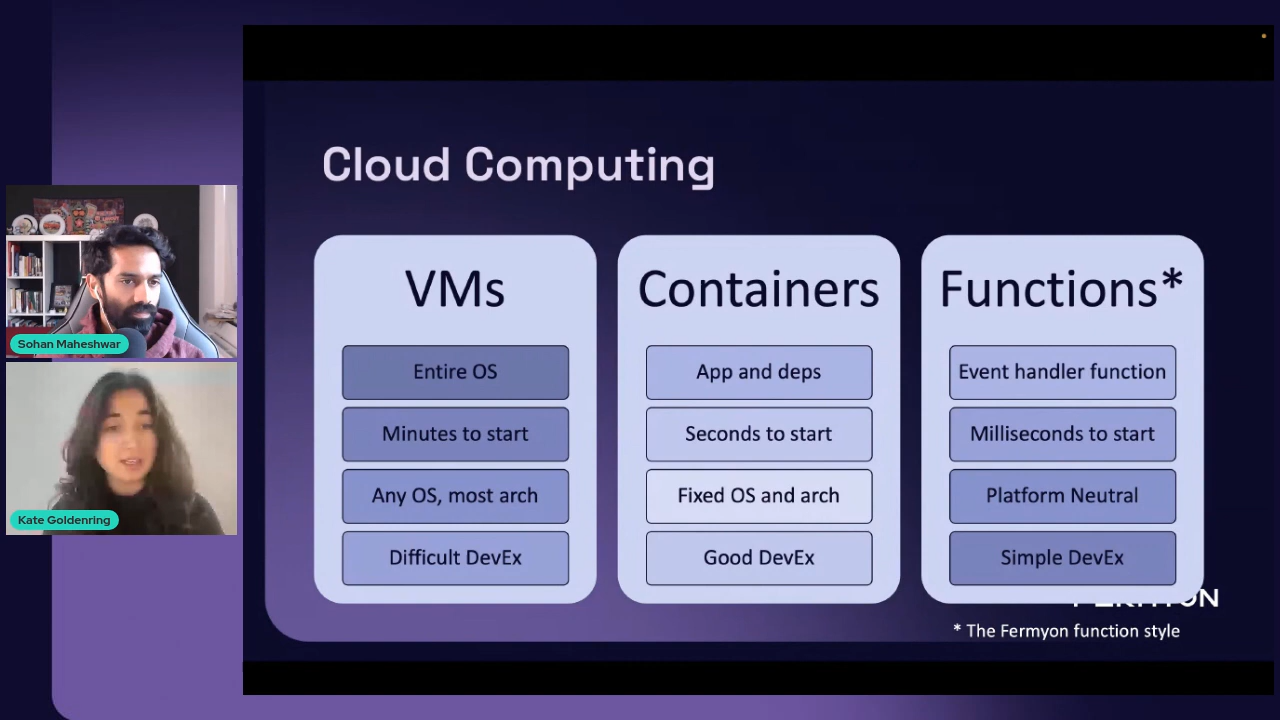 Cloud Computing
VMs
Entire OS
Minutes to start
Any OS, most arch
Difficult DevEx
Containers
App and deps
Seconds to start
Fixed OS and arch
Good DevEx
Functions*
Event handler function
Milliseconds to start
Platform Neutral
Simple DevEx
* The Fermyon function style
Sohan Maheshwar
Kate Goldenring